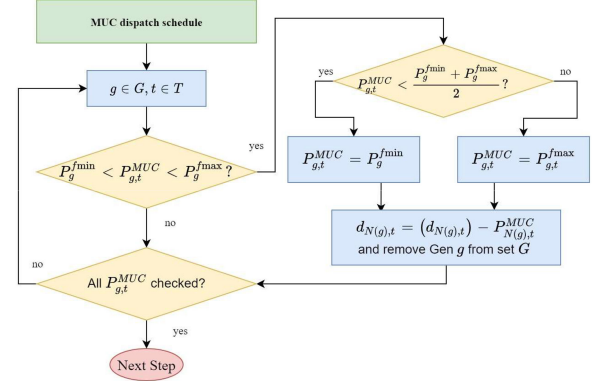 MUC dispatch schedule
g ∈ G, t ∈ T
P_g^{fmin} < P_{g,t}^{MUC} < P_g^{fmax} ?
yes
no
P_{g,t}^{MUC} < \frac{P_g^{fmin} + P_g^{fmax}}{2} ?
yes
no
P_{g,t}^{MUC} = P_g^{fmin}
P_{g,t}^{MUC} = P_{g,t}^{fmax}
d_{N(g),t} = (d_{N(g),t}) − P_{N(g),t}^{MUC}
and remove Gen g from set G
All P_{g,t}^{MUC} checked?
no
yes
Next Step